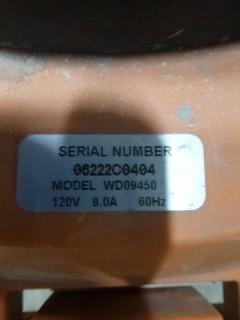 SERIAL NUMBER
06222C0404
MODEL WD09450
120V 9.0A 60Hz